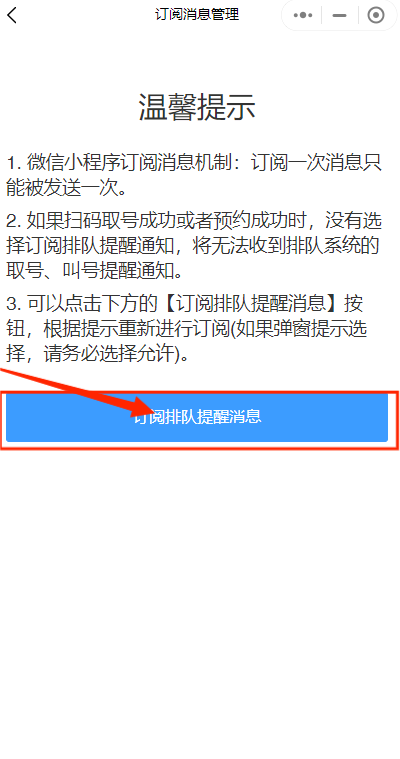 订阅消息管理
温馨提示
1. 微信小程序订阅消息机制：订阅一次消息只
能被发送一次。
2. 如果扫码取号成功或者预约成功时，没有选
择订阅排队提醒通知，将无法收到排队系统的
取号、叫号提醒通知。
3. 可以点击下方的【订阅排队提醒消息】按
钮，根据提示重新进行订阅(如果弹窗提示选
择，请务必选择允许)。
订阅排队提醒消息